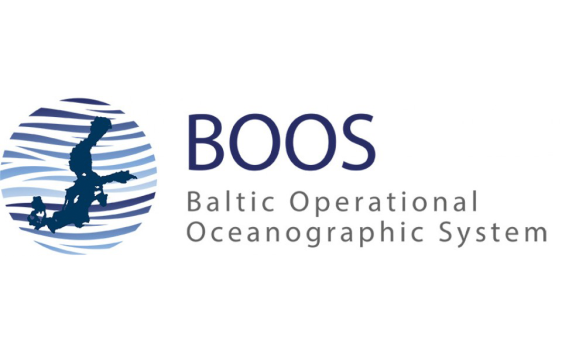 BOOS
Baltic Operational
Oceanographic System